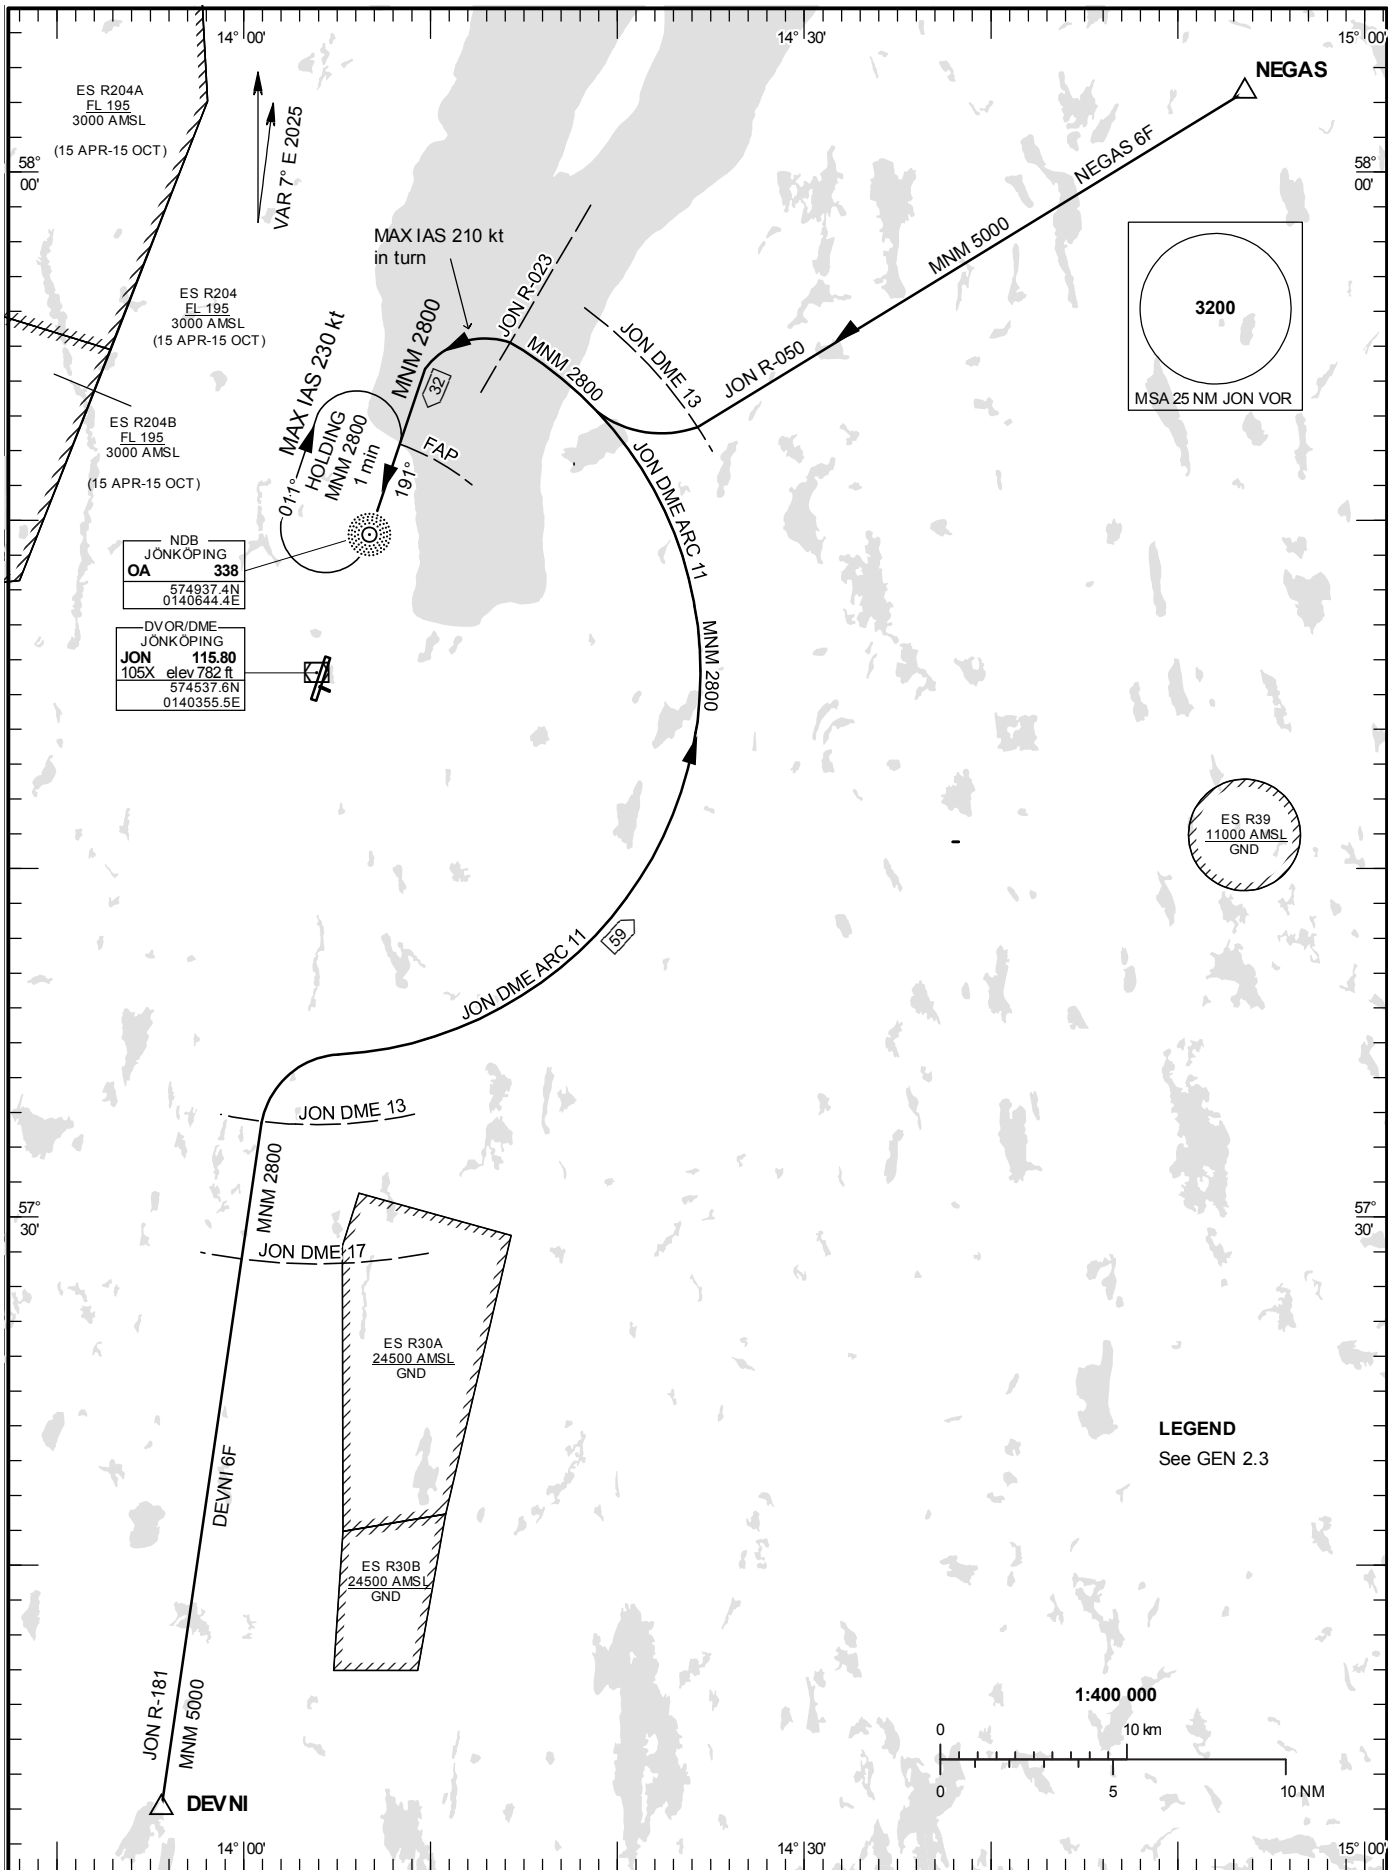 14° 00'
14° 30'
15° 00'
NEGAS
ES R204A
FL 195
3000 AMSL
(15 APR-15 OCT)
VAR 7° E 2025
58°
00'
58°
00'
NEGAS 6F
MNM 5000
JON R-050
MAX IAS 210 kt
in turn
JON R-023
3200
MSA 25 NM JON VOR
ES R204
FL 195
3000 AMSL
(15 APR-15 OCT)
MNM 2800
32
MNM 2800
JON DME 13
MAX IAS 230 kt
HOLDING
MNM 2800
1 min
011°
191°
FAP
ES R204B
FL 195
3000 AMSL
(15 APR-15 OCT)
JON DME ARC 11
MNM 2800
NDB
JÖNKÖPING
OA 338
574937.4N
0140644.4E
DVOR/DME
JÖNKÖPING
JON 115.80
105X elev 782 ft
574537.6N
0140355.5E
ES R39
11000 AMSL
GND
59
JON DME ARC 11
JON DME 13
MNM 2800
57°
30'
57°
30'
JON DME 17
ES R30A
24500 AMSL
GND
LEGEND
See GEN 2.3
DEVNI 6F
ES R30B
24500 AMSL
GND
JON R-181
MNM 5000
1:400 000
0 10 km
0 5 10 NM
DEVNI
14° 00'
14° 30'
15° 00'